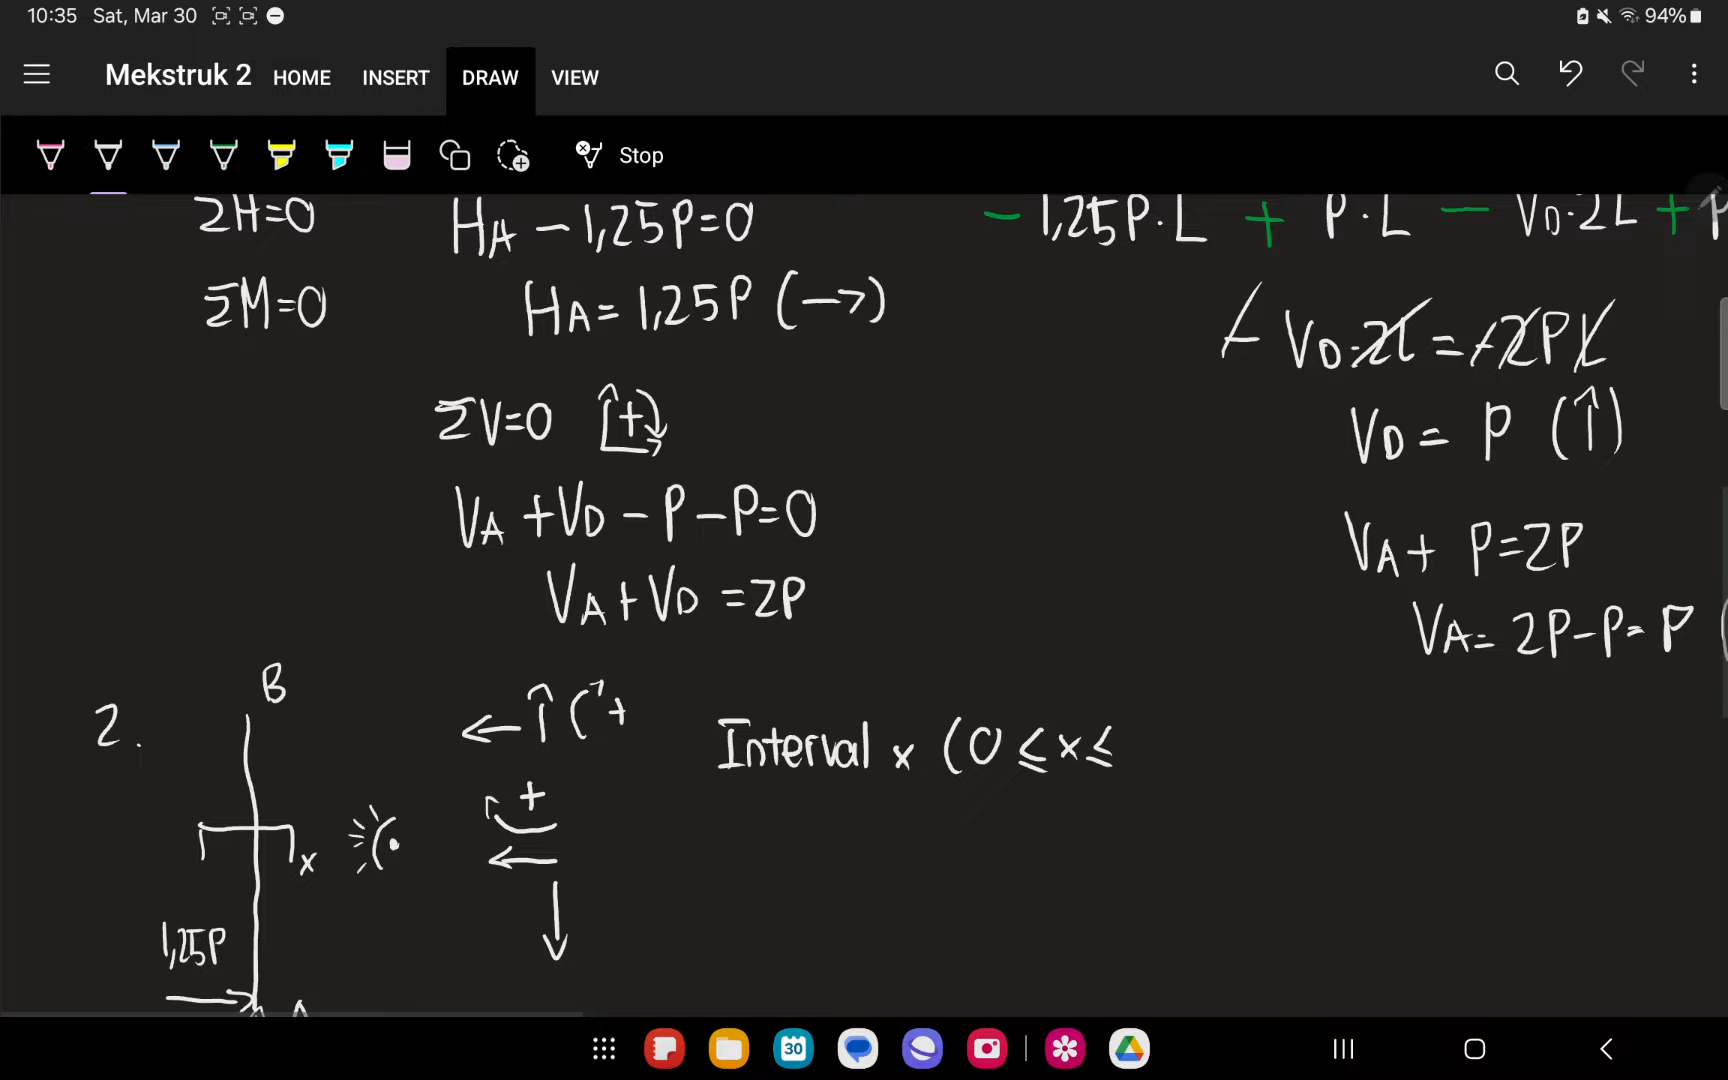 10:35 Sat, Mar 30
94%
Mekstruk 2 HOME INSERT DRAW VIEW
Stop
ΣH=0
HA - 1,25P=0
- 1,25P·L + P·L - VD·2L + P
ΣM=0
HA= 1,25P (→)
- VD·2L = -2PL
ΣV=0 +
VD = P (↑)
VA +VD - P - P=0
VA + P=2P
VA + VD = 2P
VA= 2P-P= P (
2.
B
← ↑ +
Interval x (0 ≤ x ≤
+
x
1,25P
30